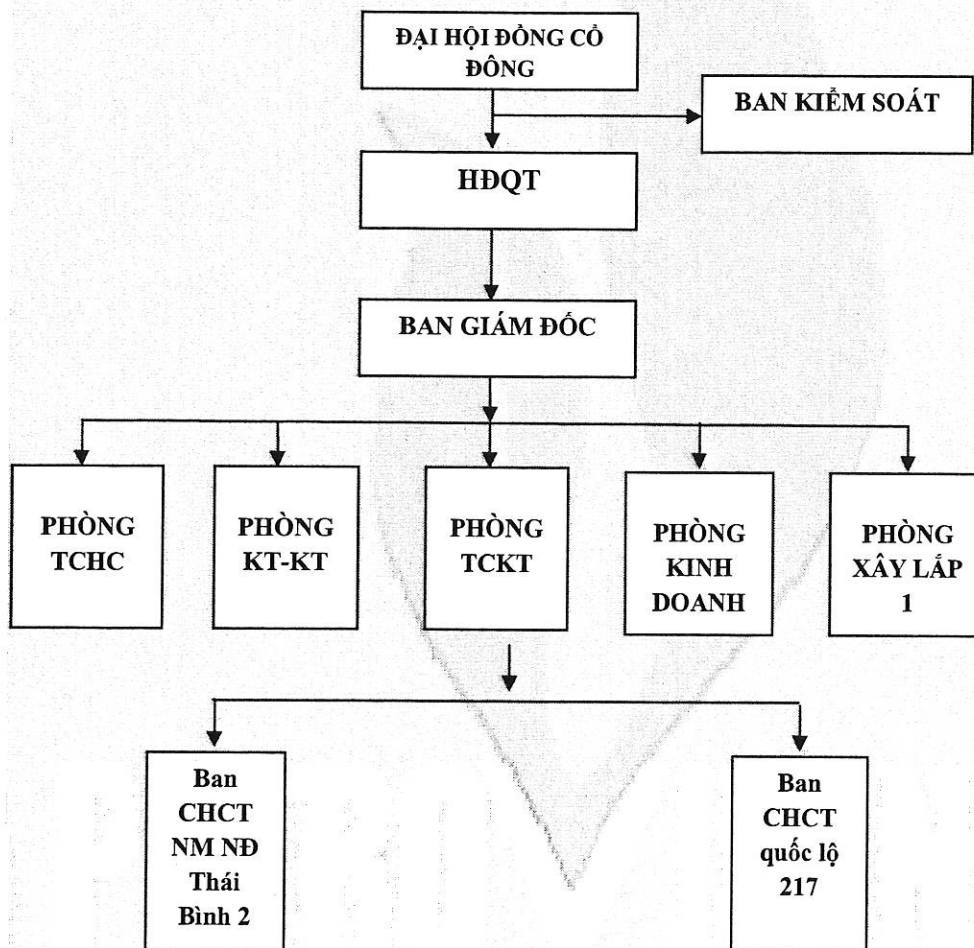 ĐẠI HỘI ĐỒNG CỔ
ĐÔNG
BAN KIỂM SOÁT
HĐQT
BAN GIÁM ĐỐC
PHÒNG
TCHC
PHÒNG
KT-KT
PHÒNG
TCKT
PHÒNG
KINH
DOANH
PHÒNG
XÂY LẮP
1
Ban
CHCT
NM NĐ
Thái
Bình 2
Ban
CHCT
quốc lộ
217